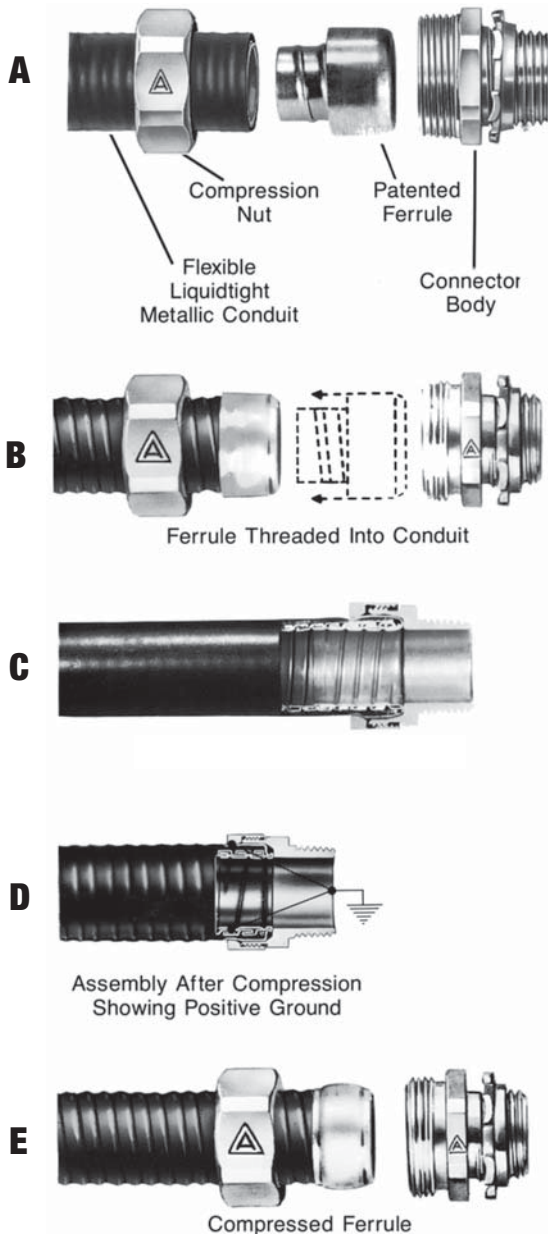 A
Compression
Nut
Patented
Ferrule
Flexible
Liquidtight
Metallic Conduit
Connector
Body
B
Ferrule Threaded Into Conduit
C
D
Assembly After Compression
Showing Positive Ground
E
Compressed Ferrule